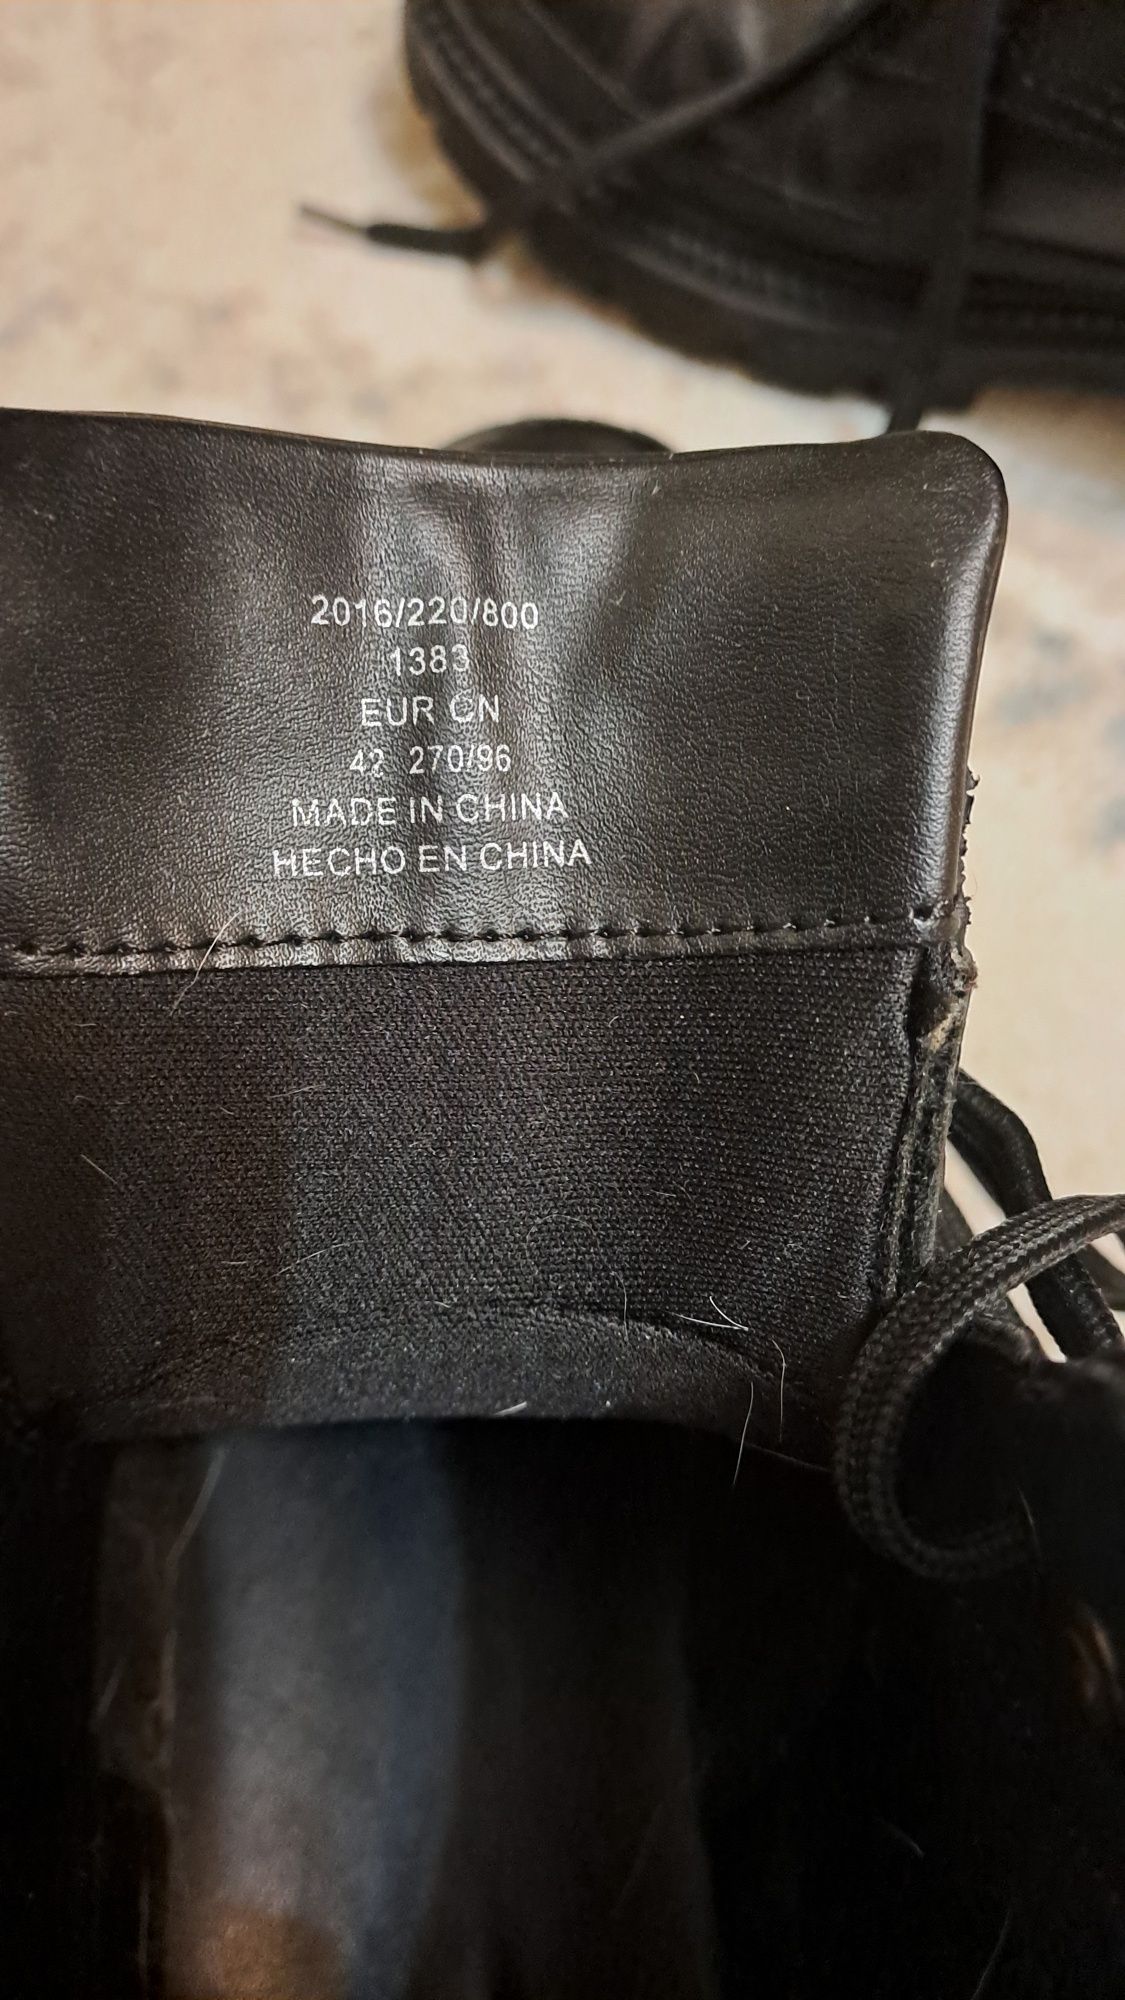 2016/220/800
1383
EUR CN
42 270/96
MADE IN CHINA
HECHO EN CHINA